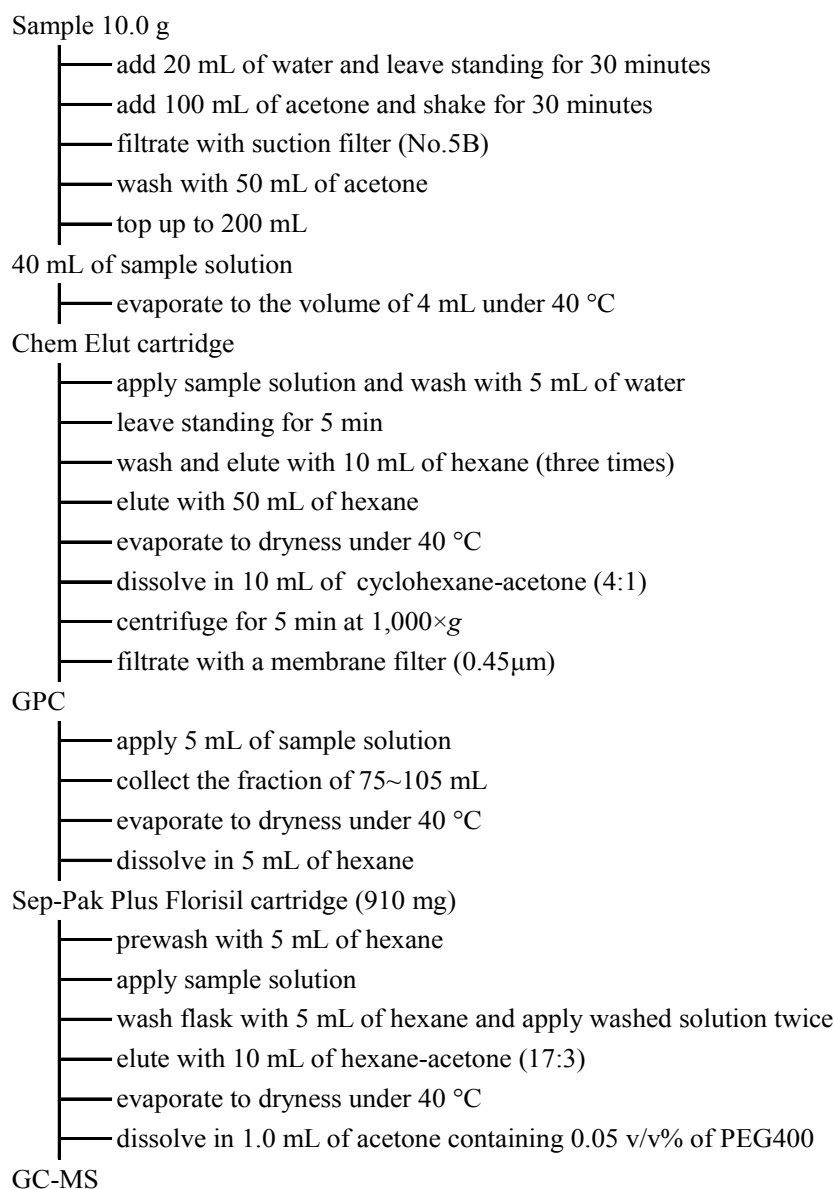 Sample 10.0 g
add 20 mL of water and leave standing for 30 minutes
add 100 mL of acetone and shake for 30 minutes
filtrate with suction filter (No.5B)
wash with 50 mL of acetone
top up to 200 mL
40 mL of sample solution
evaporate to the volume of 4 mL under 40 °C
Chem Elut cartridge
apply sample solution and wash with 5 mL of water
leave standing for 5 min
wash and elute with 10 mL of hexane (three times)
elute with 50 mL of hexane
evaporate to dryness under 40 °C
dissolve in 10 mL of cyclohexane-acetone (4:1)
centrifuge for 5 min at 1,000×g
filtrate with a membrane filter (0.45μm)
GPC
apply 5 mL of sample solution
collect the fraction of 75~105 mL
evaporate to dryness under 40 °C
dissolve in 5 mL of hexane
Sep-Pak Plus Florisil cartridge (910 mg)
prewash with 5 mL of hexane
apply sample solution
wash flask with 5 mL of hexane and apply washed solution twice
elute with 10 mL of hexane-acetone (17:3)
evaporate to dryness under 40 °C
dissolve in 1.0 mL of acetone containing 0.05 v/v% of PEG400
GC-MS